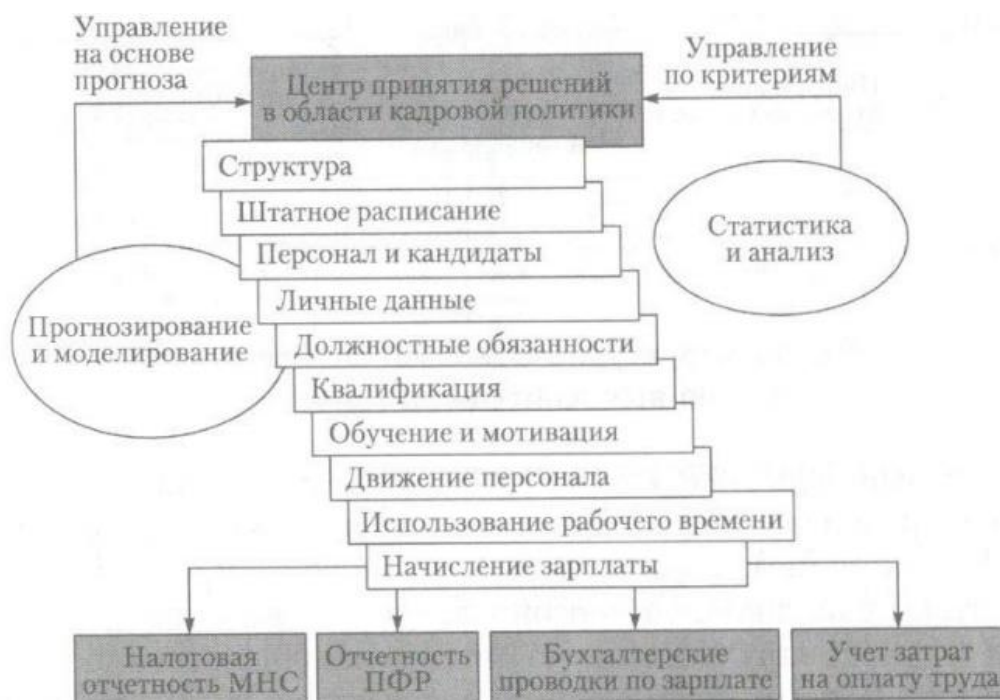 Управление
на основе
прогноза
Управление
по критериям
Центр принятия решений
в области кадровой политики
Структура
Штатное расписание
Персонал и кандидаты
Личные данные
Должностные обязанности
Квалификация
Обучение и мотивация
Движение персонала
Использование рабочего времени
Начисление зарплаты
Прогнозирование
и моделирование
Статистика
и анализ
Налоговая
отчетность МНС
Отчетность
ПФР
Бухгалтерские
проводки по зарплате
Учет затрат
на оплату труда